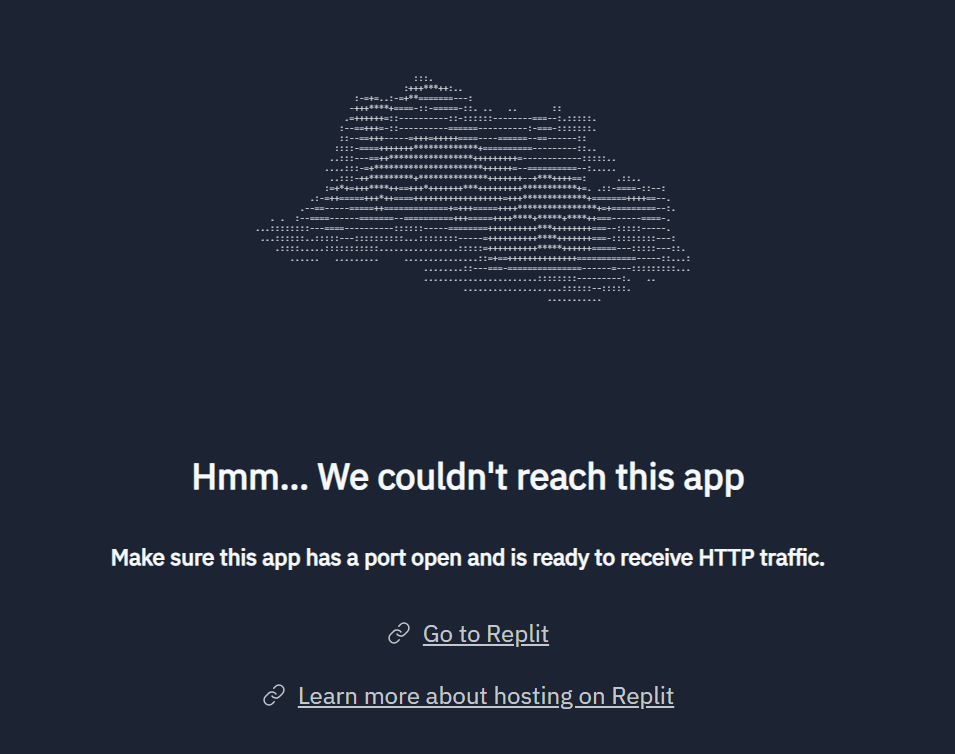 Hmm... We couldn't reach this app
Make sure this app has a port open and is ready to receive HTTP traffic.
Go to Replit
Learn more about hosting on Replit